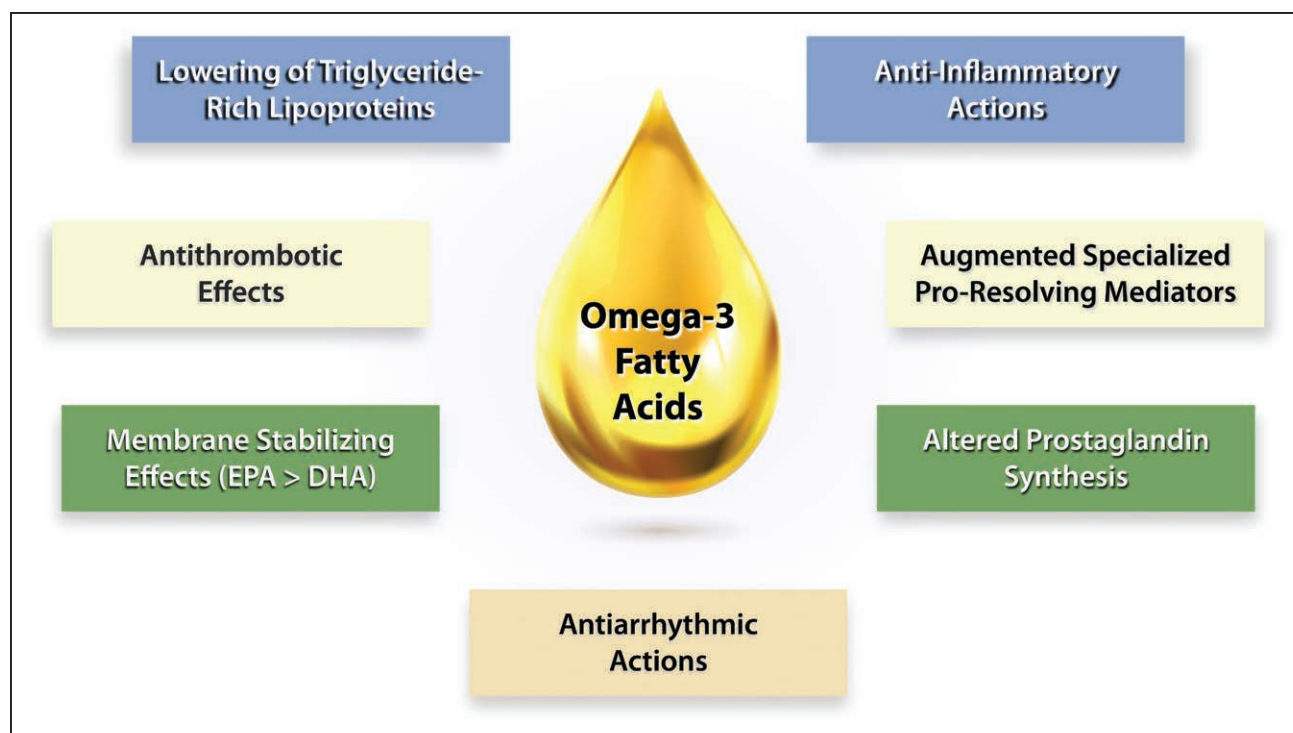 Lowering of Triglyceride-
Rich Lipoproteins
Anti-Inflammatory
Actions
Antithrombotic
Effects
Augmented Specialized
Pro-Resolving Mediators
Omega-3
Fatty
Acids
Membrane Stabilizing
Effects (EPA > DHA)
Altered Prostaglandin
Synthesis
Antiarrhythmic
Actions